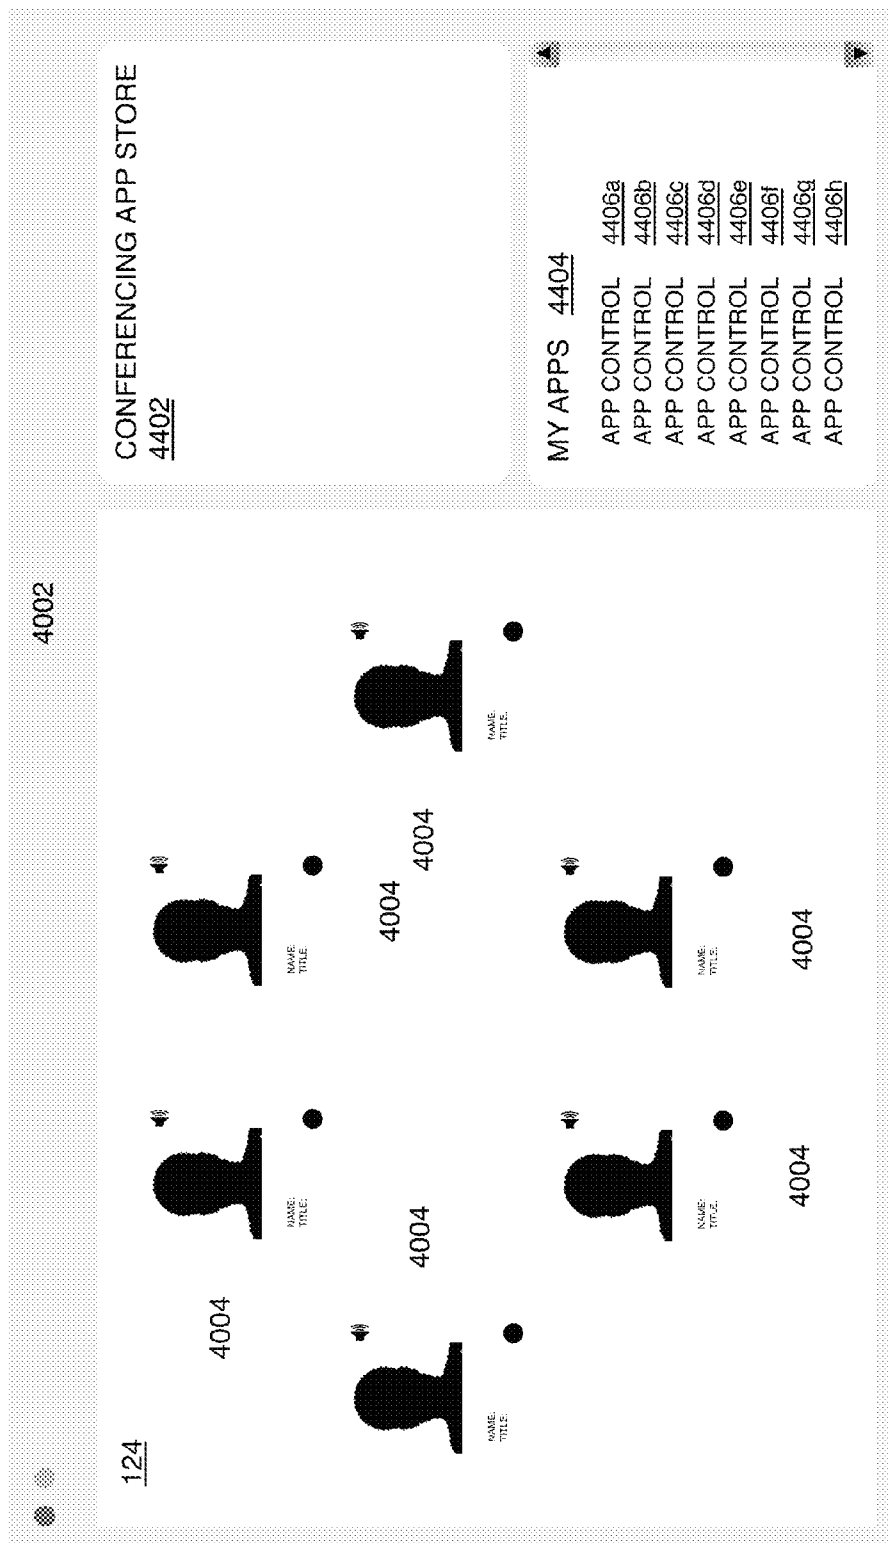 4002
124
4004
NAME:
TITLE:
NAME:
TITLE:
4004
4004
4004
NAME:
TITLE:
NAME:
TITLE:
NAME:
TITLE:
NAME:
TITLE:
4004
4004
CONFERENCING APP STORE
4402
MY APPS 4404
APP CONTROL 4406a
APP CONTROL 4406b
APP CONTROL 4406c
APP CONTROL 4406d
APP CONTROL 4406e
APP CONTROL 4406f
APP CONTROL 4406g
APP CONTROL 4406h